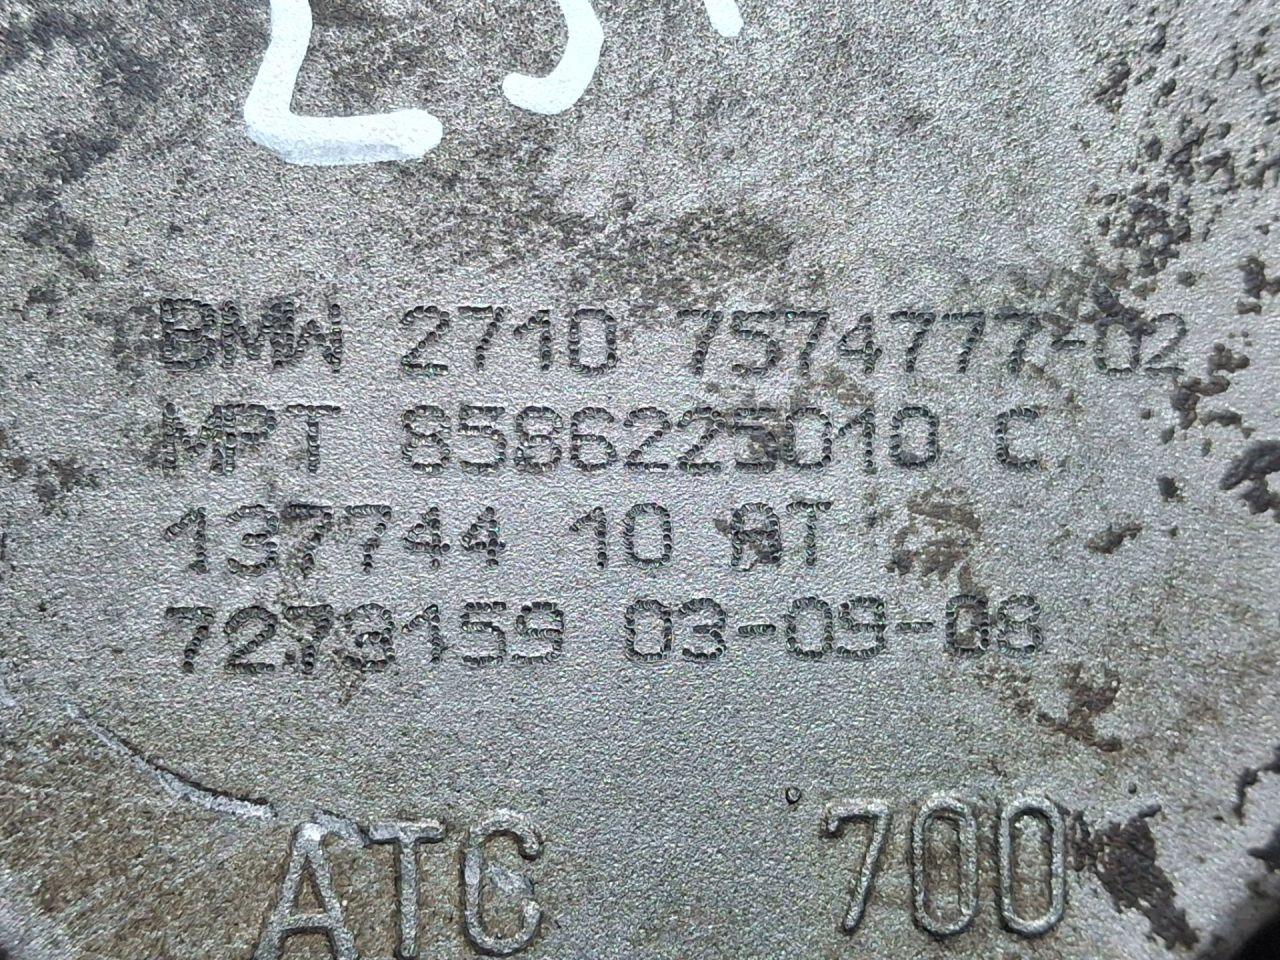 BMW 2710 7574777-02
MPT 8586225010 C
137744 10 AT
7273159 03-09-08
ATC 700